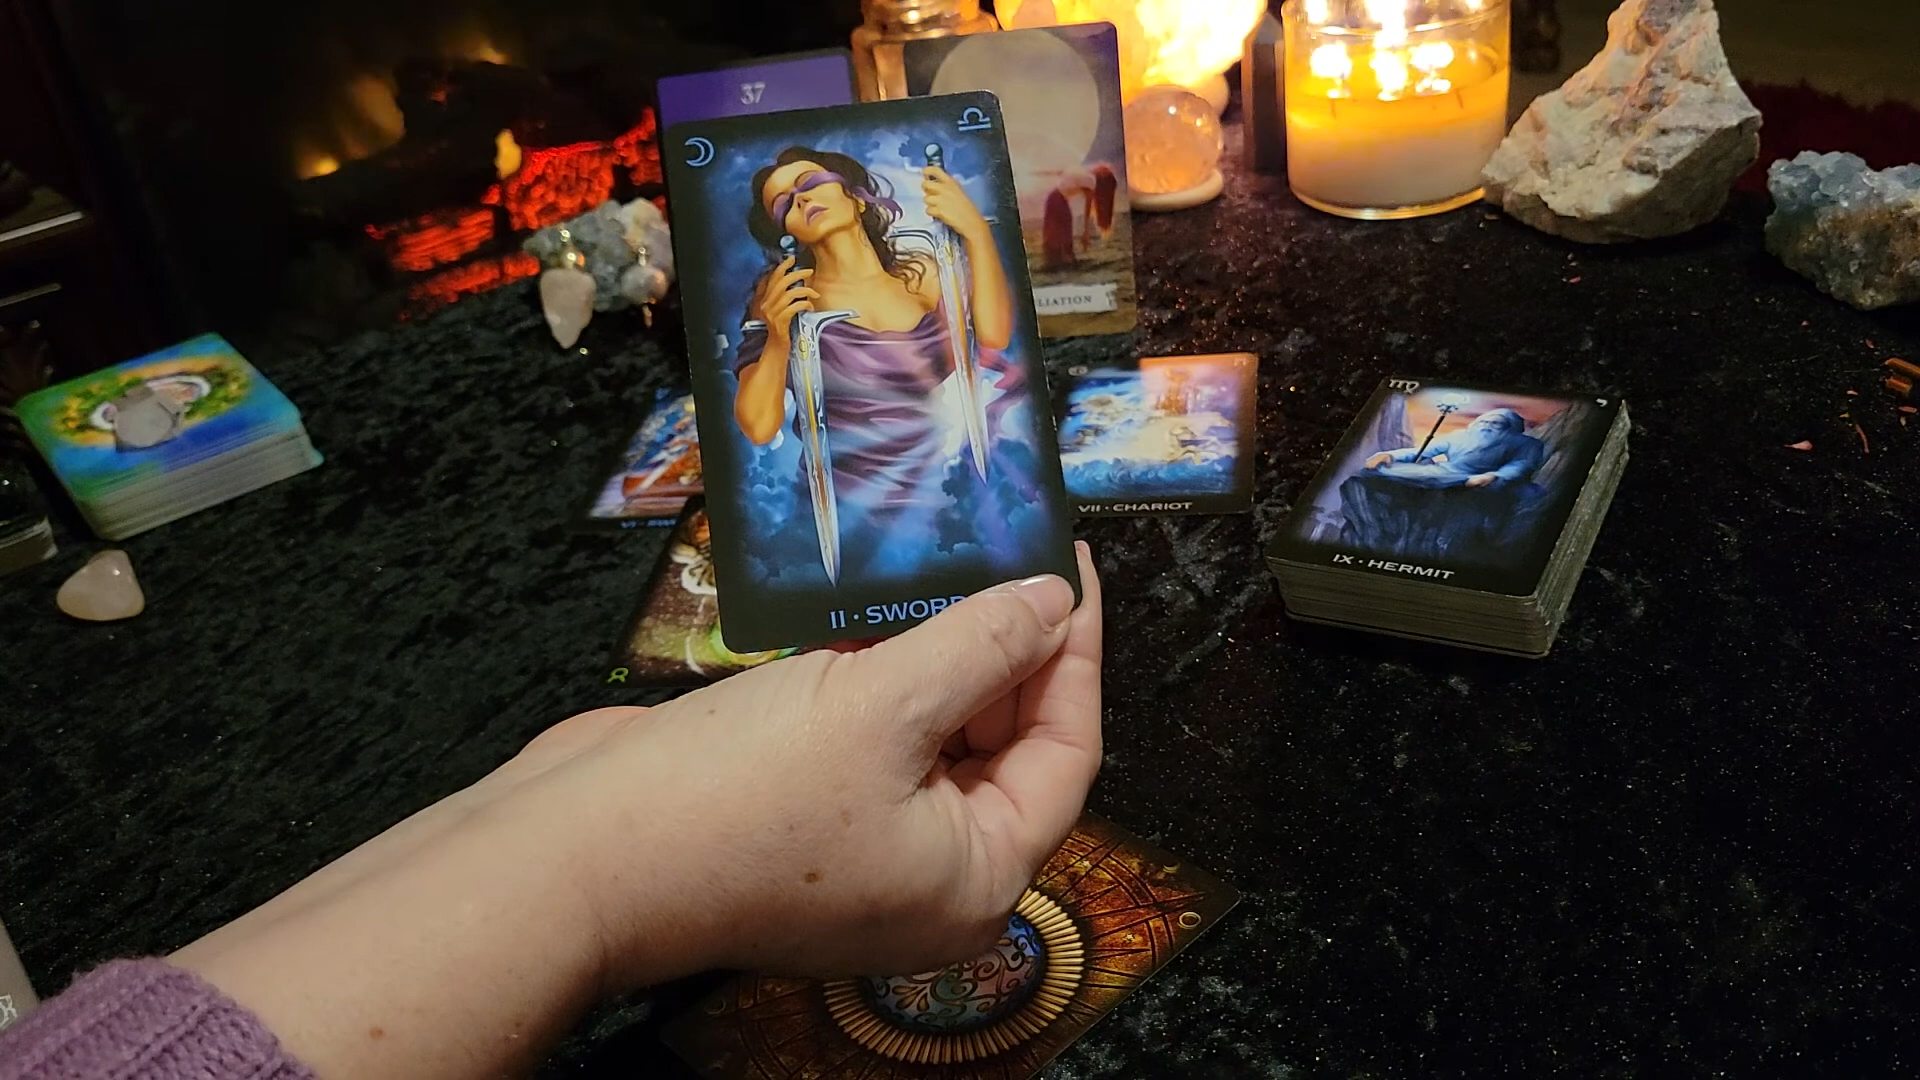 37
LIATION
II · SWORD
VII · CHARIOT
IX · HERMIT